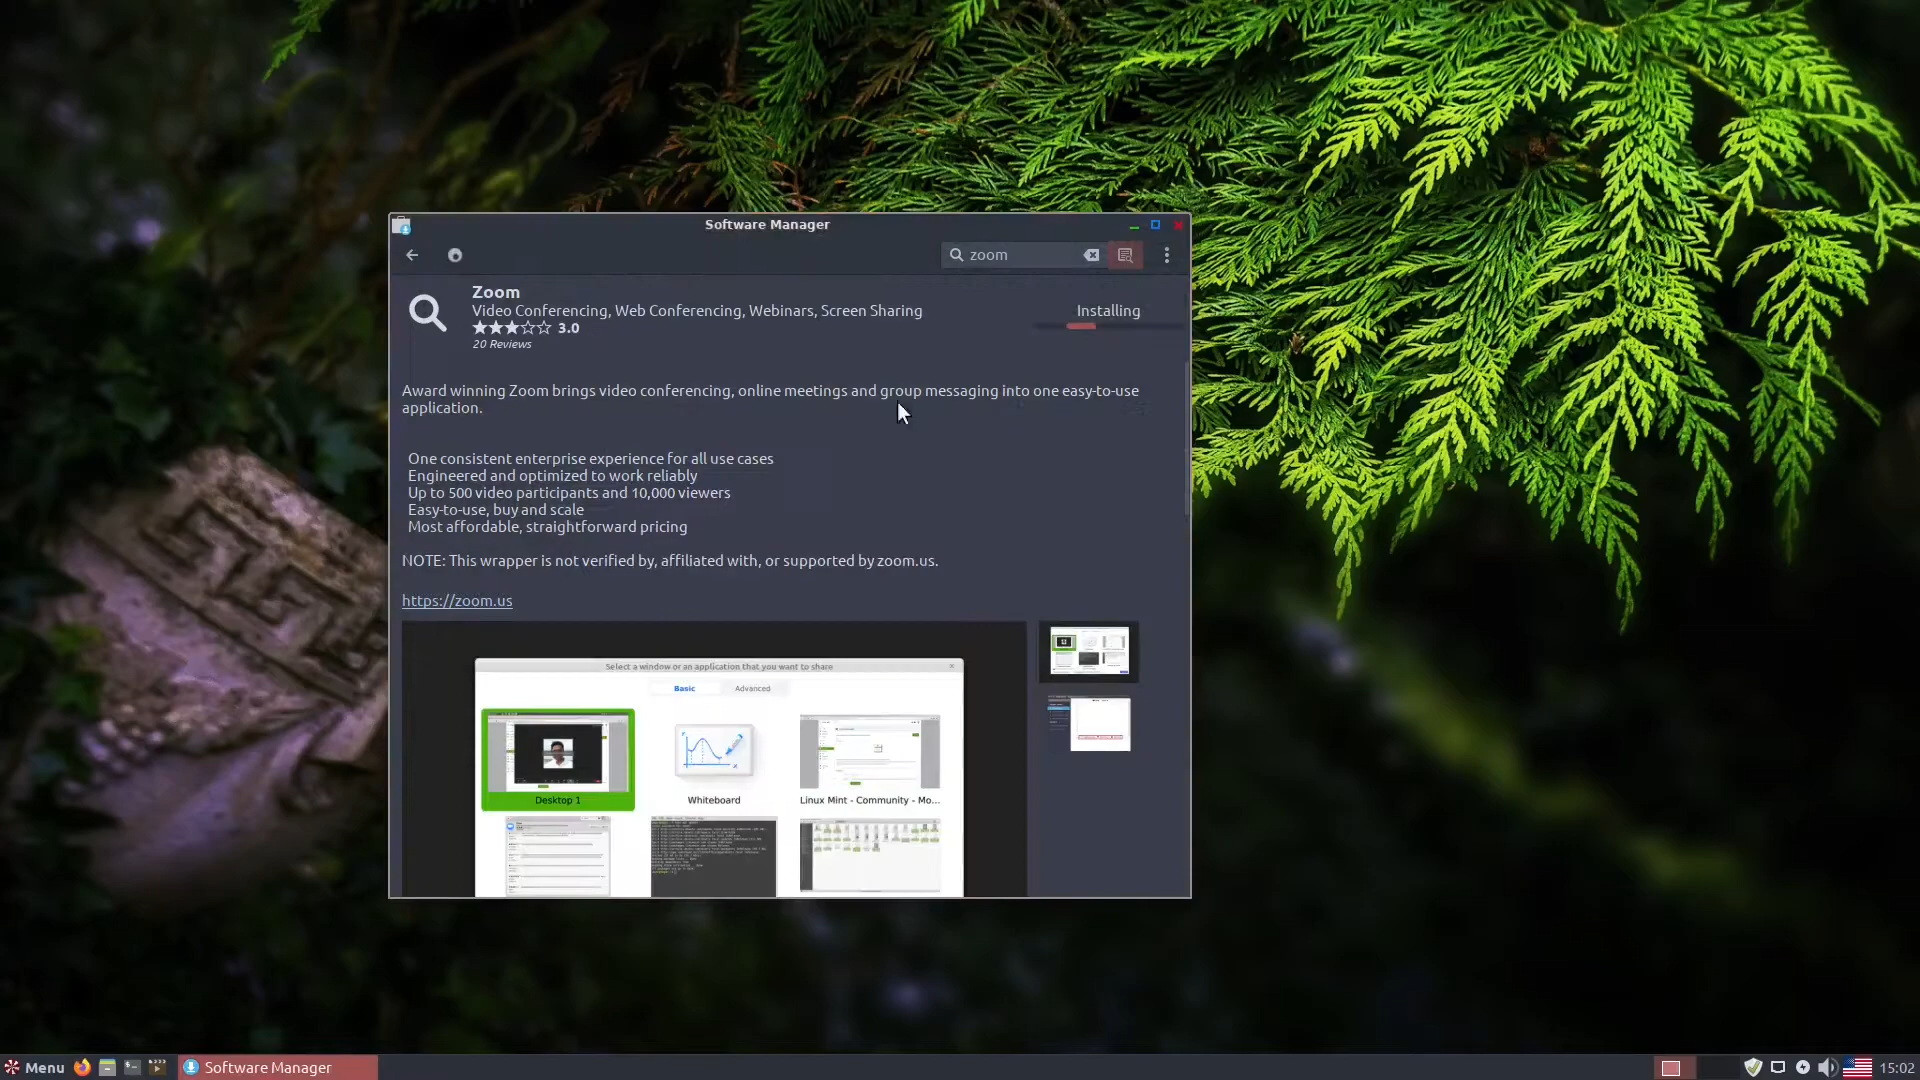 Software Manager
zoom
Zoom
Video Conferencing, Web Conferencing, Webinars, Screen Sharing
3.0
20 Reviews
Installing
Award winning Zoom brings video conferencing, online meetings and group messaging into one easy-to-use
application.
One consistent enterprise experience for all use cases
Engineered and optimized to work reliably
Up to 500 video participants and 10,000 viewers
Easy-to-use, buy and scale
Most affordable, straightforward pricing
NOTE: This wrapper is not verified by, affiliated with, or supported by zoom.us.
https://zoom.us
Select a window or an application that you want to share
Basic Advanced
Desktop 1 Whiteboard Linux Mint - Community - Mo...
Menu Software Manager 15:02